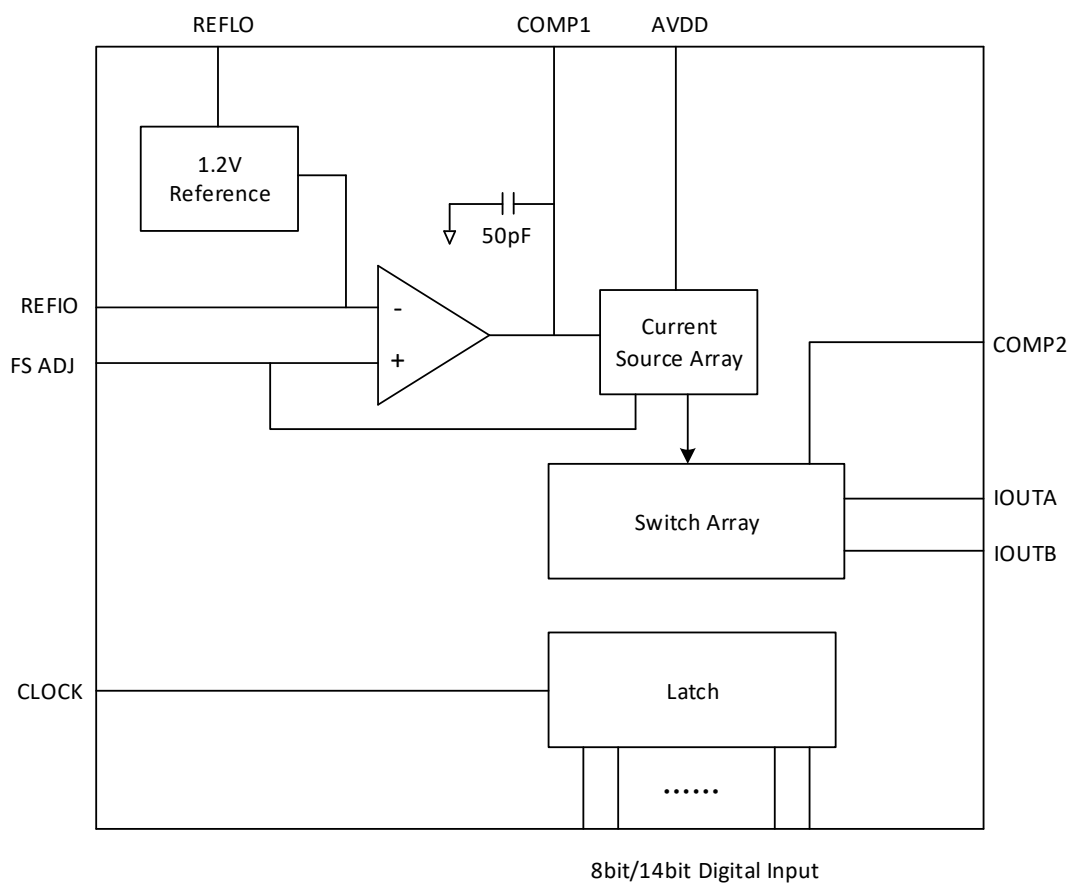 REFLO
COMP1
AVDD
1.2V
Reference
50pF
REFIO
-
Current
Source Array
COMP2
FS ADJ
+
IOUTA
Switch Array
IOUTB
CLOCK
Latch
......
8bit/14bit Digital Input